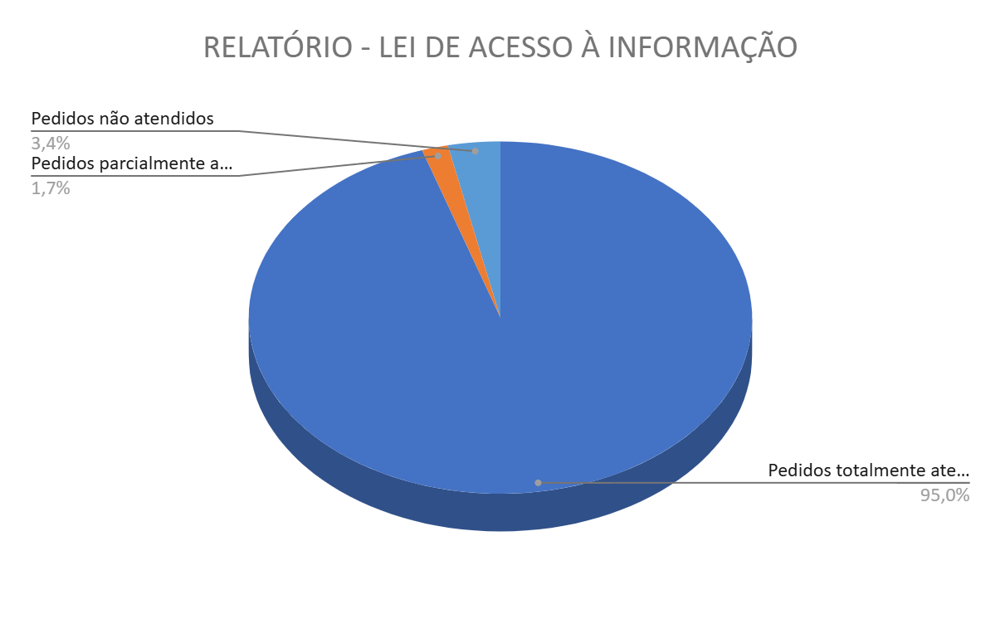 RELATÓRIO - LEI DE ACESSO À INFORMAÇÃO
Pedidos não atendidos
3,4%
Pedidos parcialmente a...
1,7%
Pedidos totalmente ate...
95,0%